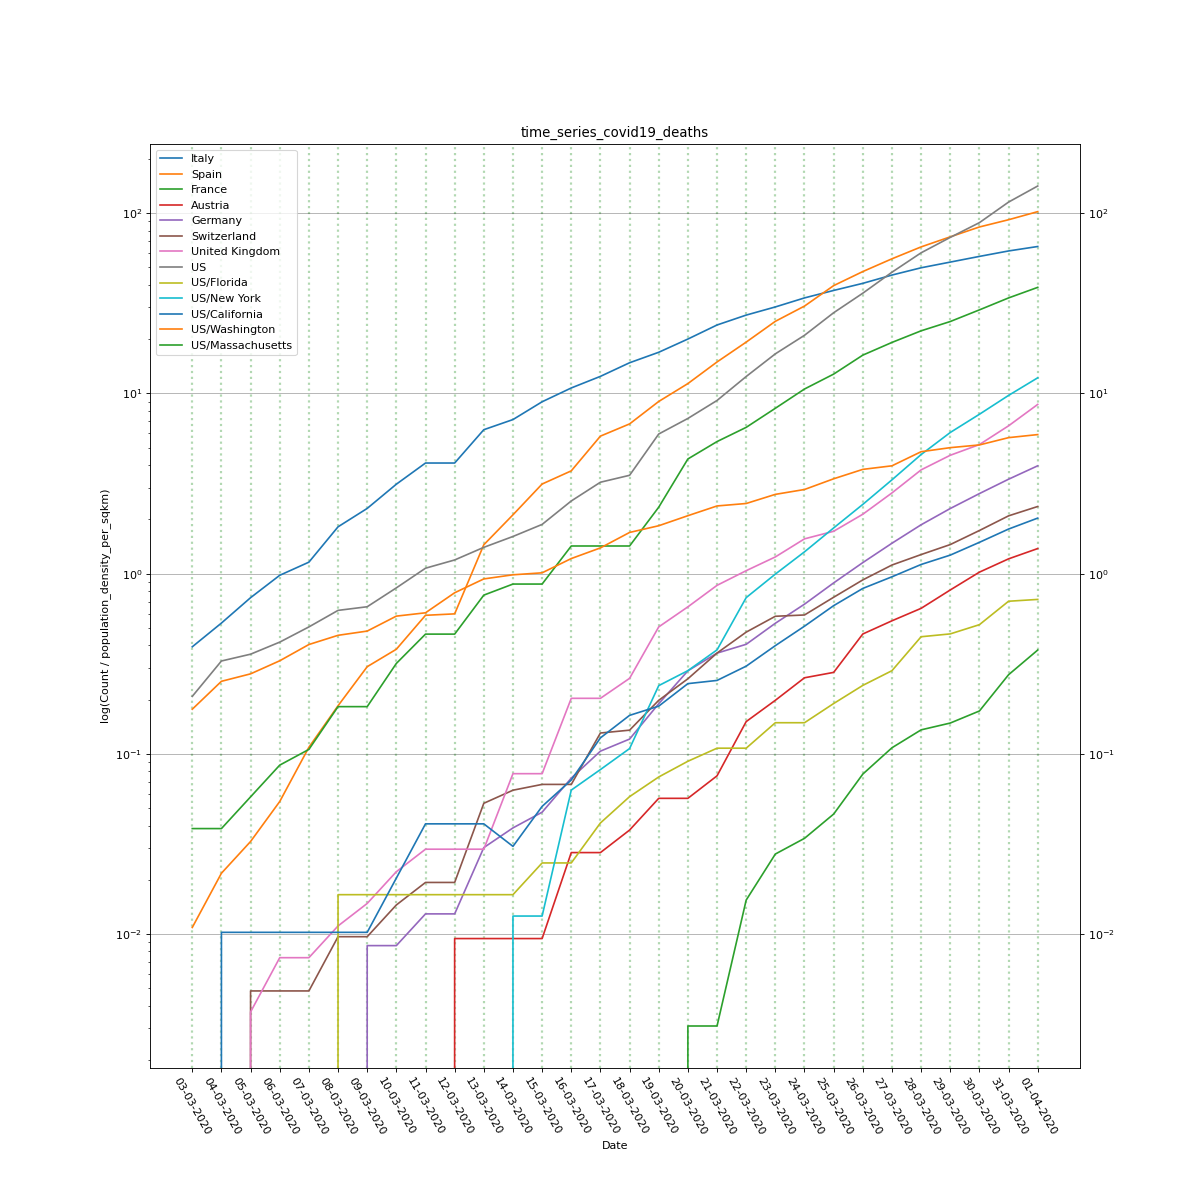 time_series_covid19_deaths
Italy
Spain
France
Austria
Germany
Switzerland
United Kingdom
US
US/Florida
US/New York
US/California
US/Washington
US/Massachusetts
log(Count / population_density_per_sqkm)
10²
10¹
10⁰
10⁻¹
10⁻²
10²
10¹
10⁰
10⁻¹
10⁻²
03-03-2020
04-03-2020
05-03-2020
06-03-2020
07-03-2020
08-03-2020
09-03-2020
10-03-2020
11-03-2020
12-03-2020
13-03-2020
14-03-2020
15-03-2020
16-03-2020
17-03-2020
18-03-2020
19-03-2020
20-03-2020
21-03-2020
22-03-2020
23-03-2020
24-03-2020
25-03-2020
26-03-2020
27-03-2020
28-03-2020
29-03-2020
30-03-2020
31-03-2020
01-04-2020
Date